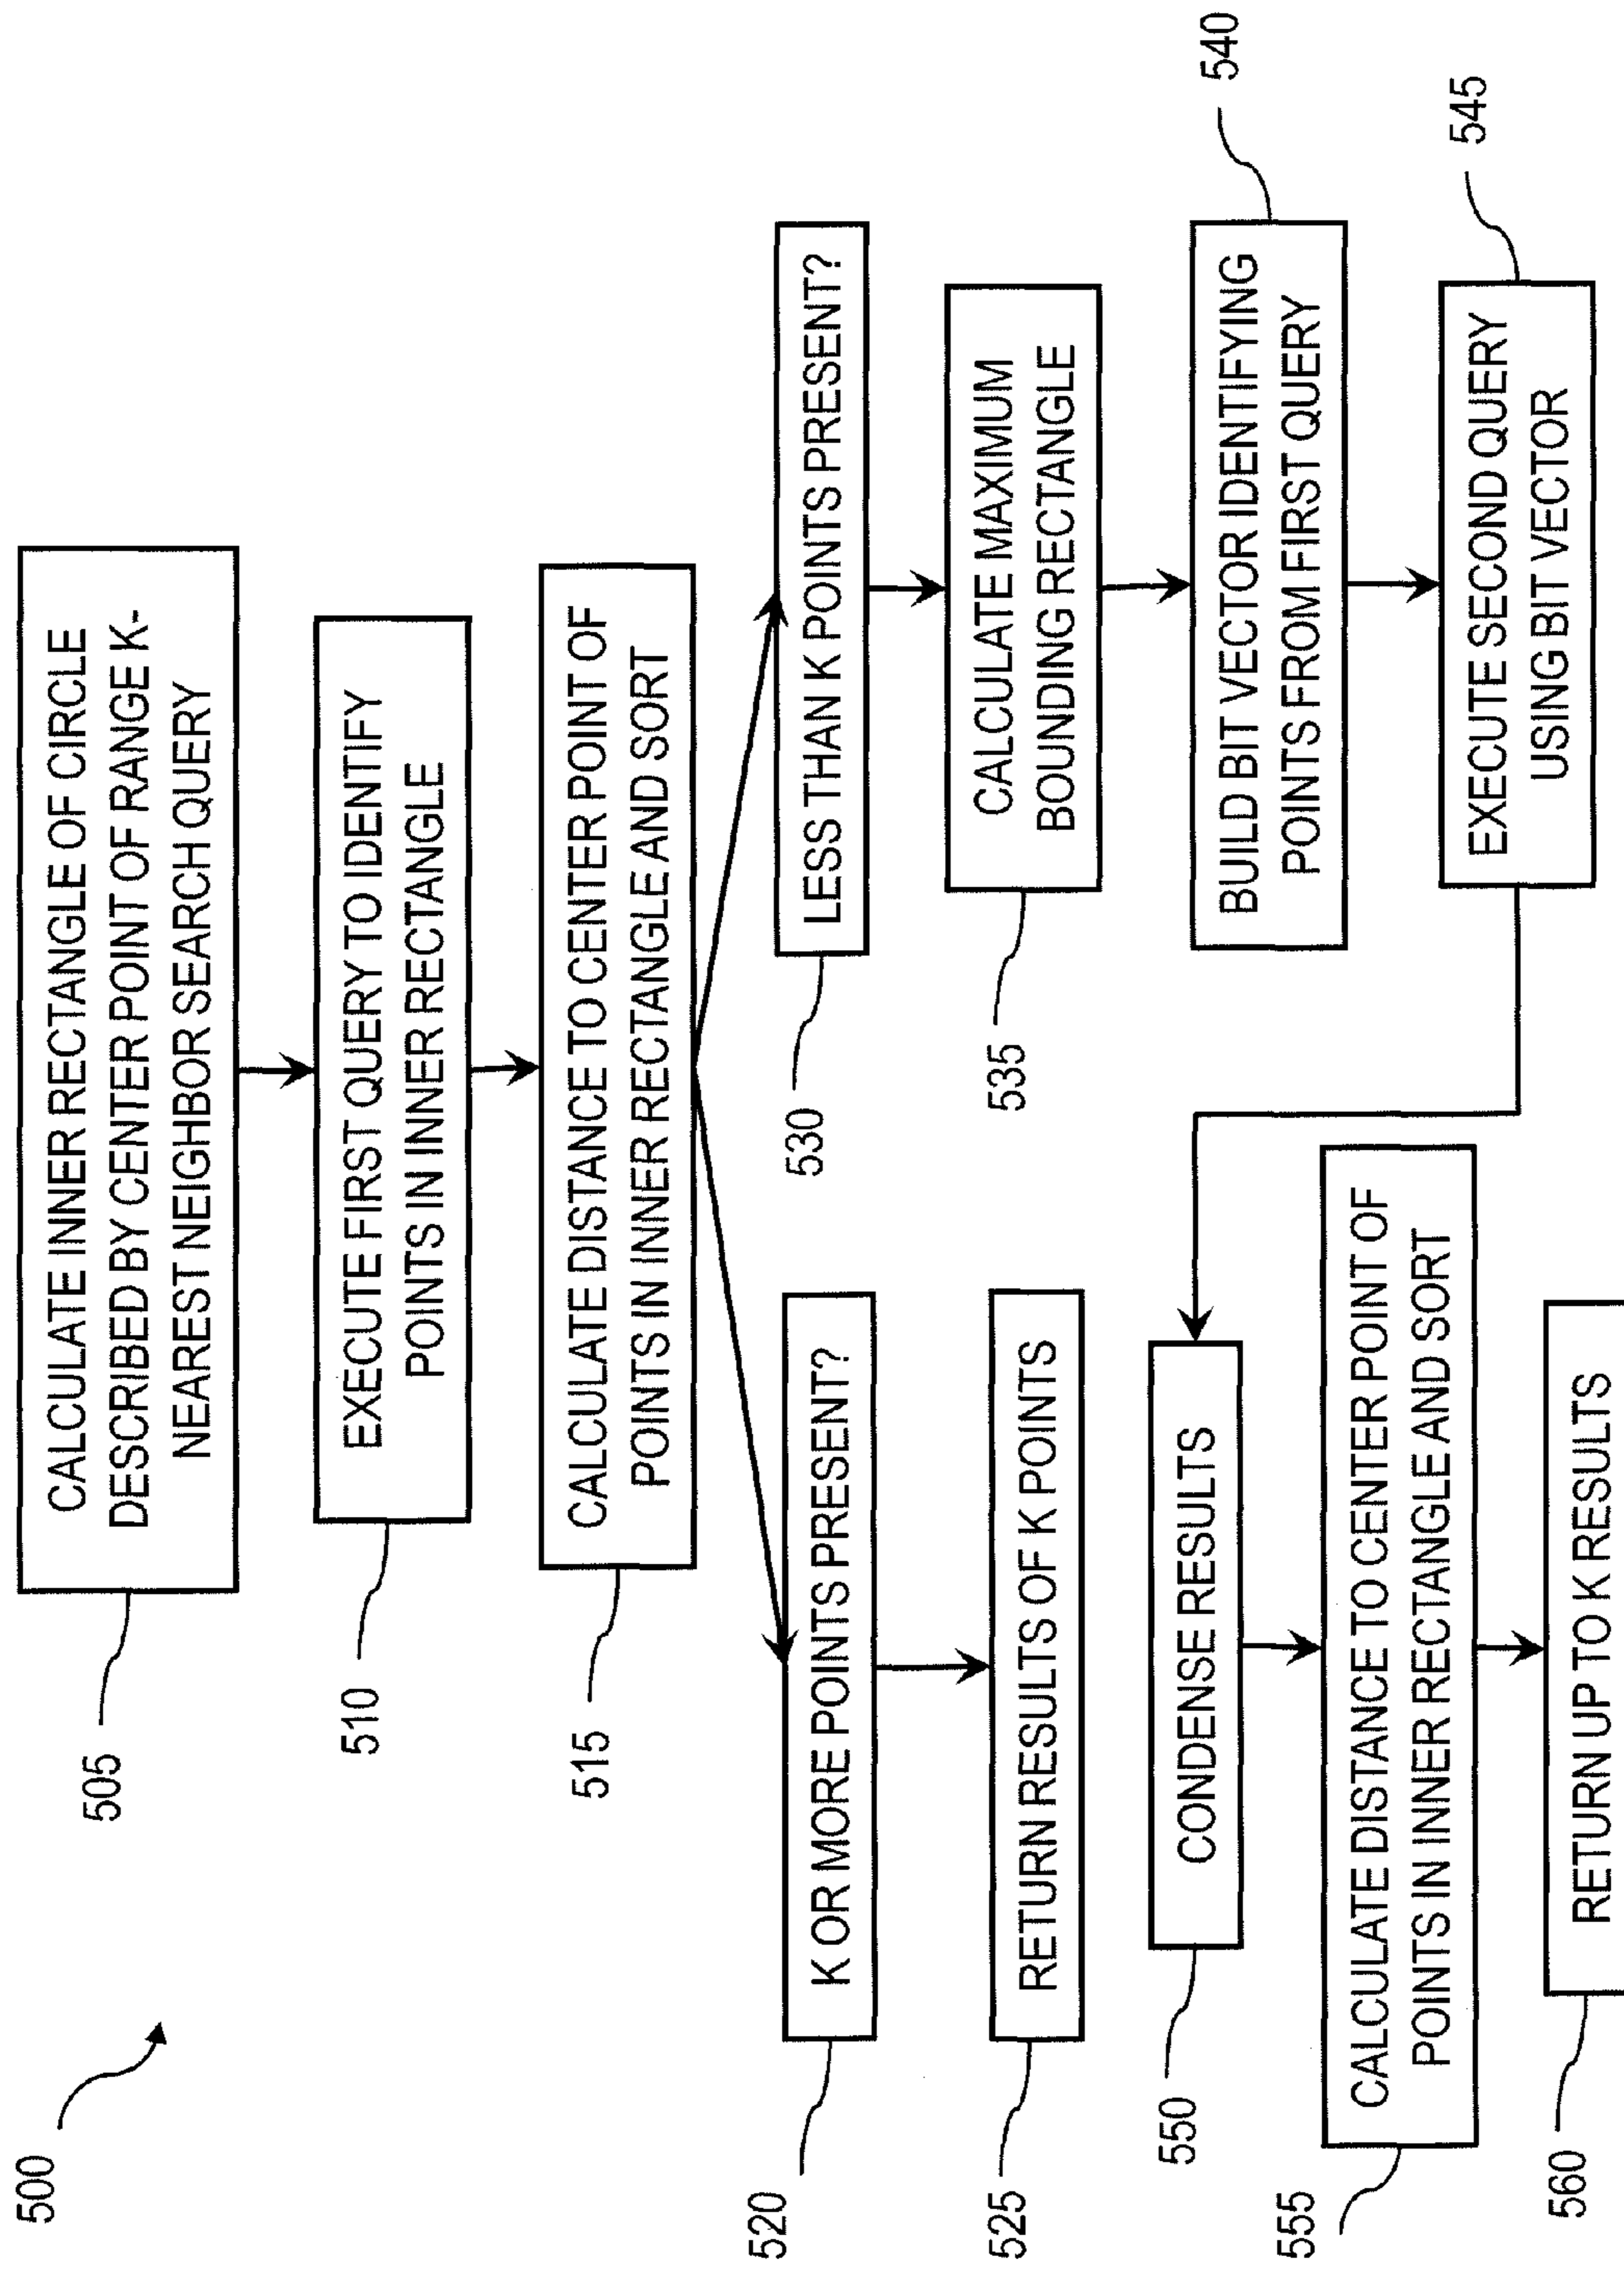 500
CALCULATE INNER RECTANGLE OF CIRCLE
DESCRIBED BY CENTER POINT OF RANGE K-
NEAREST NEIGHBOR SEARCH QUERY
505
EXECUTE FIRST QUERY TO IDENTIFY
POINTS IN INNER RECTANGLE
510
CALCULATE DISTANCE TO CENTER POINT OF
POINTS IN INNER RECTANGLE AND SORT
515
K OR MORE POINTS PRESENT?
520
RETURN RESULTS OF K POINTS
525
LESS THAN K POINTS PRESENT?
530
CALCULATE MAXIMUM
BOUNDING RECTANGLE
535
BUILD BIT VECTOR IDENTIFYING
POINTS FROM FIRST QUERY
540
EXECUTE SECOND QUERY
USING BIT VECTOR
545
CONDENSE RESULTS
550
CALCULATE DISTANCE TO CENTER POINT OF
POINTS IN INNER RECTANGLE AND SORT
555
RETURN UP TO K RESULTS
560